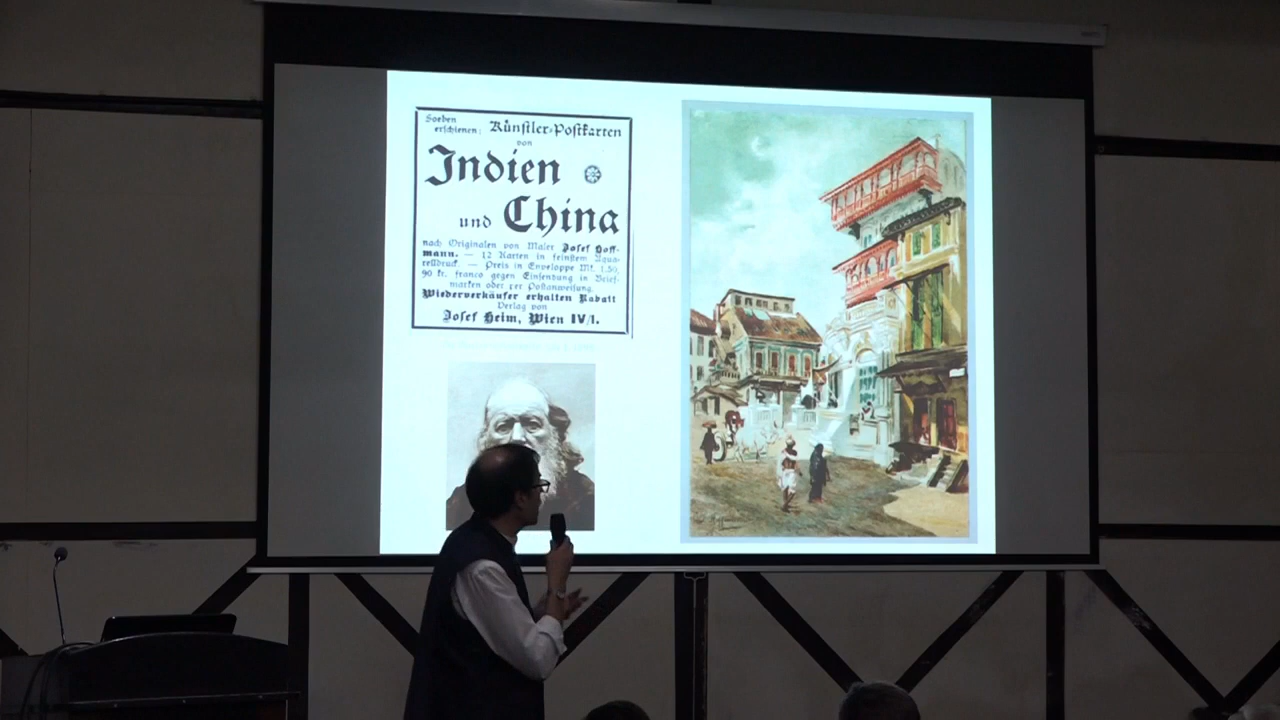 Soeben
erschienen: Künstler-Postkarten
von
Indien
und China
nach Originalen von Maler Josef Hoff-
mann. — 12 Karten in feinstem Aqua-
relldruck. — Preis in Enveloppe Mk. 1.50,
90 kr. franco gegen Einsendung in Brief-
marken oder per Postanweisung.
Wiederverkäufer erhalten Rabatt
Verlag von
Josef Heim, Wien IV/1.